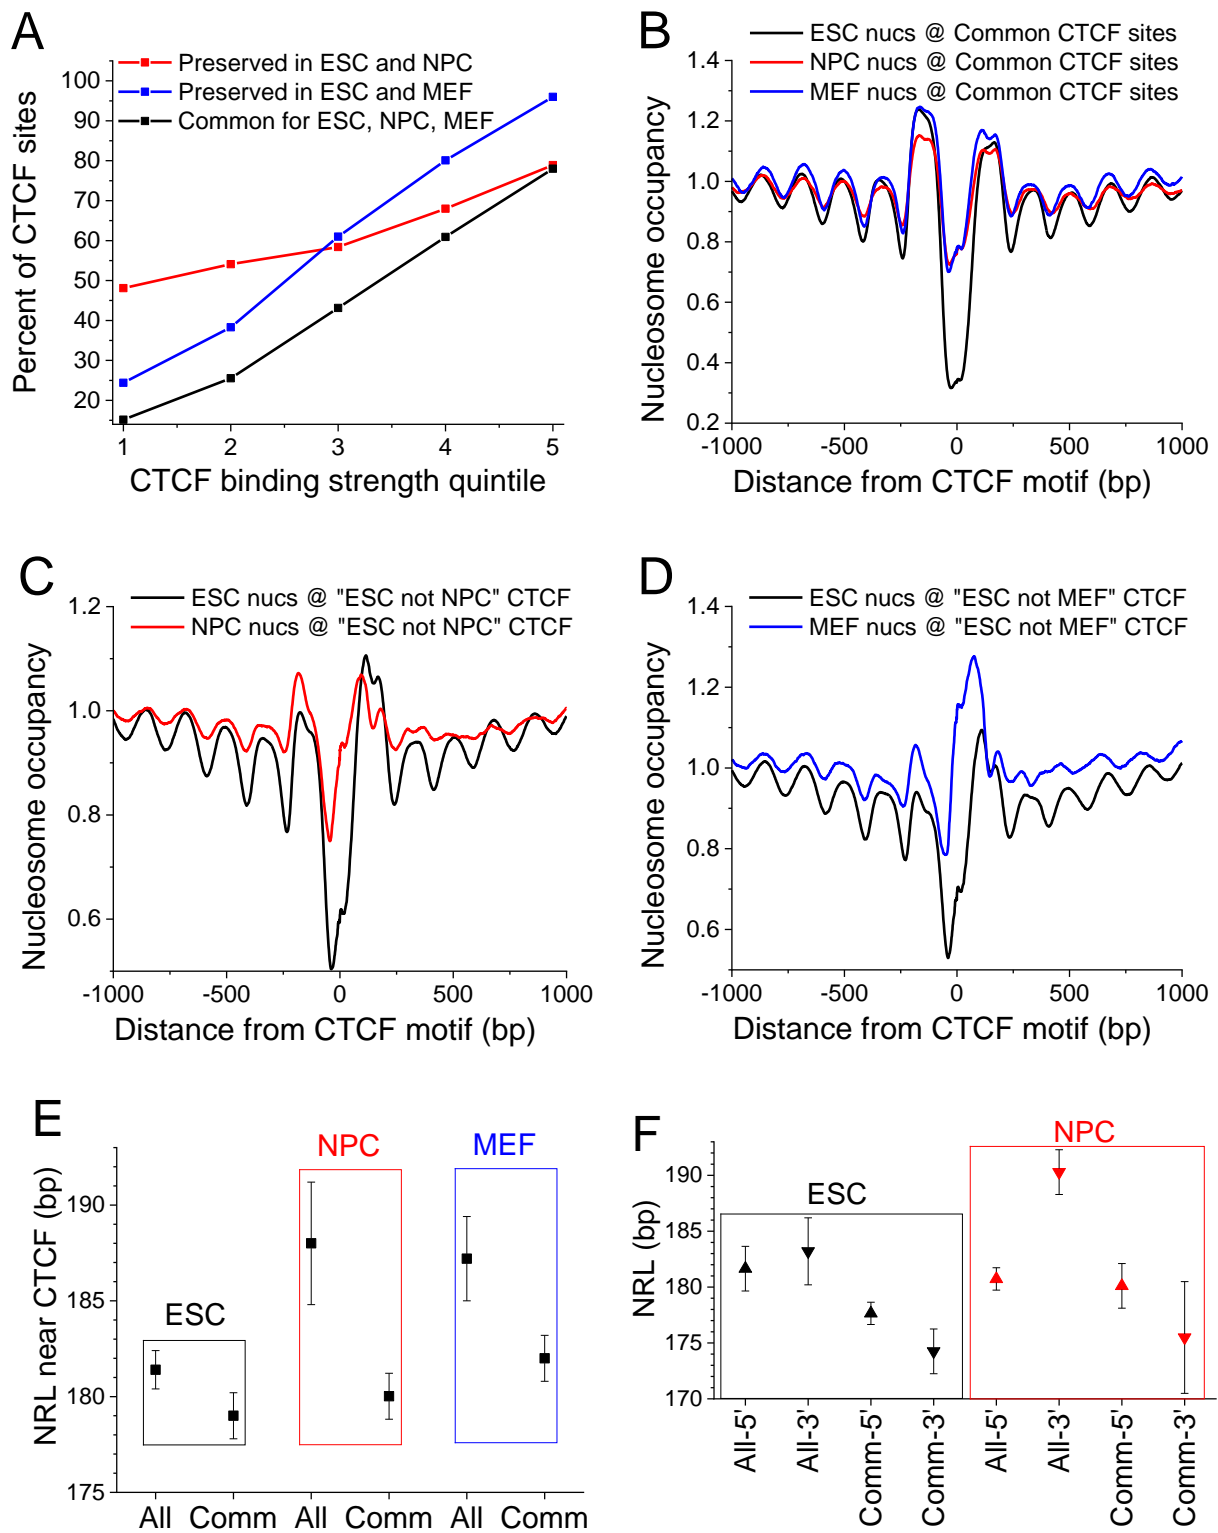 A
Preserved in ESC and NPC
Preserved in ESC and MEF
Common for ESC, NPC, MEF
Percent of CTCF sites
100
90
80
70
60
50
40
30
20
1 2 3 4 5
CTCF binding strength quintile
B
ESC nucs @ Common CTCF sites
NPC nucs @ Common CTCF sites
MEF nucs @ Common CTCF sites
Nucleosome occupancy
1.4
1.2
1.0
0.8
0.6
0.4
0.2
-1000 -500 0 500 1000
Distance from CTCF motif (bp)
C
ESC nucs @ "ESC not NPC" CTCF
NPC nucs @ "ESC not NPC" CTCF
Nucleosome occupancy
1.2
1.0
0.8
0.6
-1000 -500 0 500 1000
Distance from CTCF motif (bp)
D
ESC nucs @ "ESC not MEF" CTCF
MEF nucs @ "ESC not MEF" CTCF
Nucleosome occupancy
1.4
1.2
1.0
0.8
0.6
-1000 -500 0 500 1000
Distance from CTCF motif (bp)
E
NRL near CTCF (bp)
190
185
180
175
ESC
NPC
MEF
All Comm All Comm All Comm
F
NRL (bp)
190
185
180
175
170
ESC
NPC
All-5'
All-3'
Comm-5'
Comm-3'
All-5'
All-3'
Comm-5'
Comm-3'